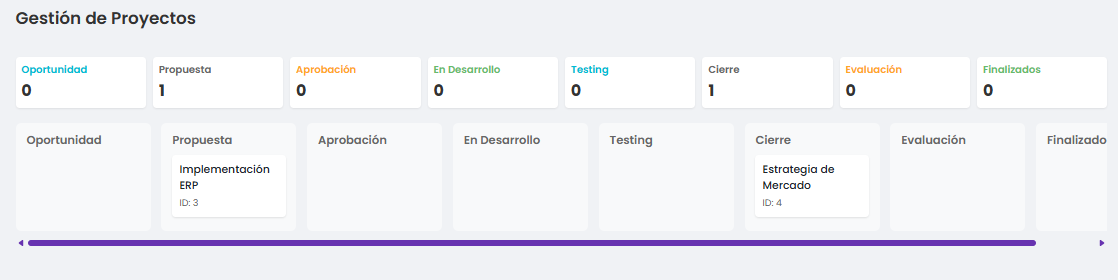 Gestión de Proyectos
Oportunidad
0
Propuesta
1
Aprobación
0
En Desarrollo
0
Testing
0
Cierre
1
Evaluación
0
Finalizados
0
Oportunidad
Propuesta
Implementación
ERP
ID: 3
Aprobación
En Desarrollo
Testing
Cierre
Estrategia de
Mercado
ID: 4
Evaluación
Finalizado